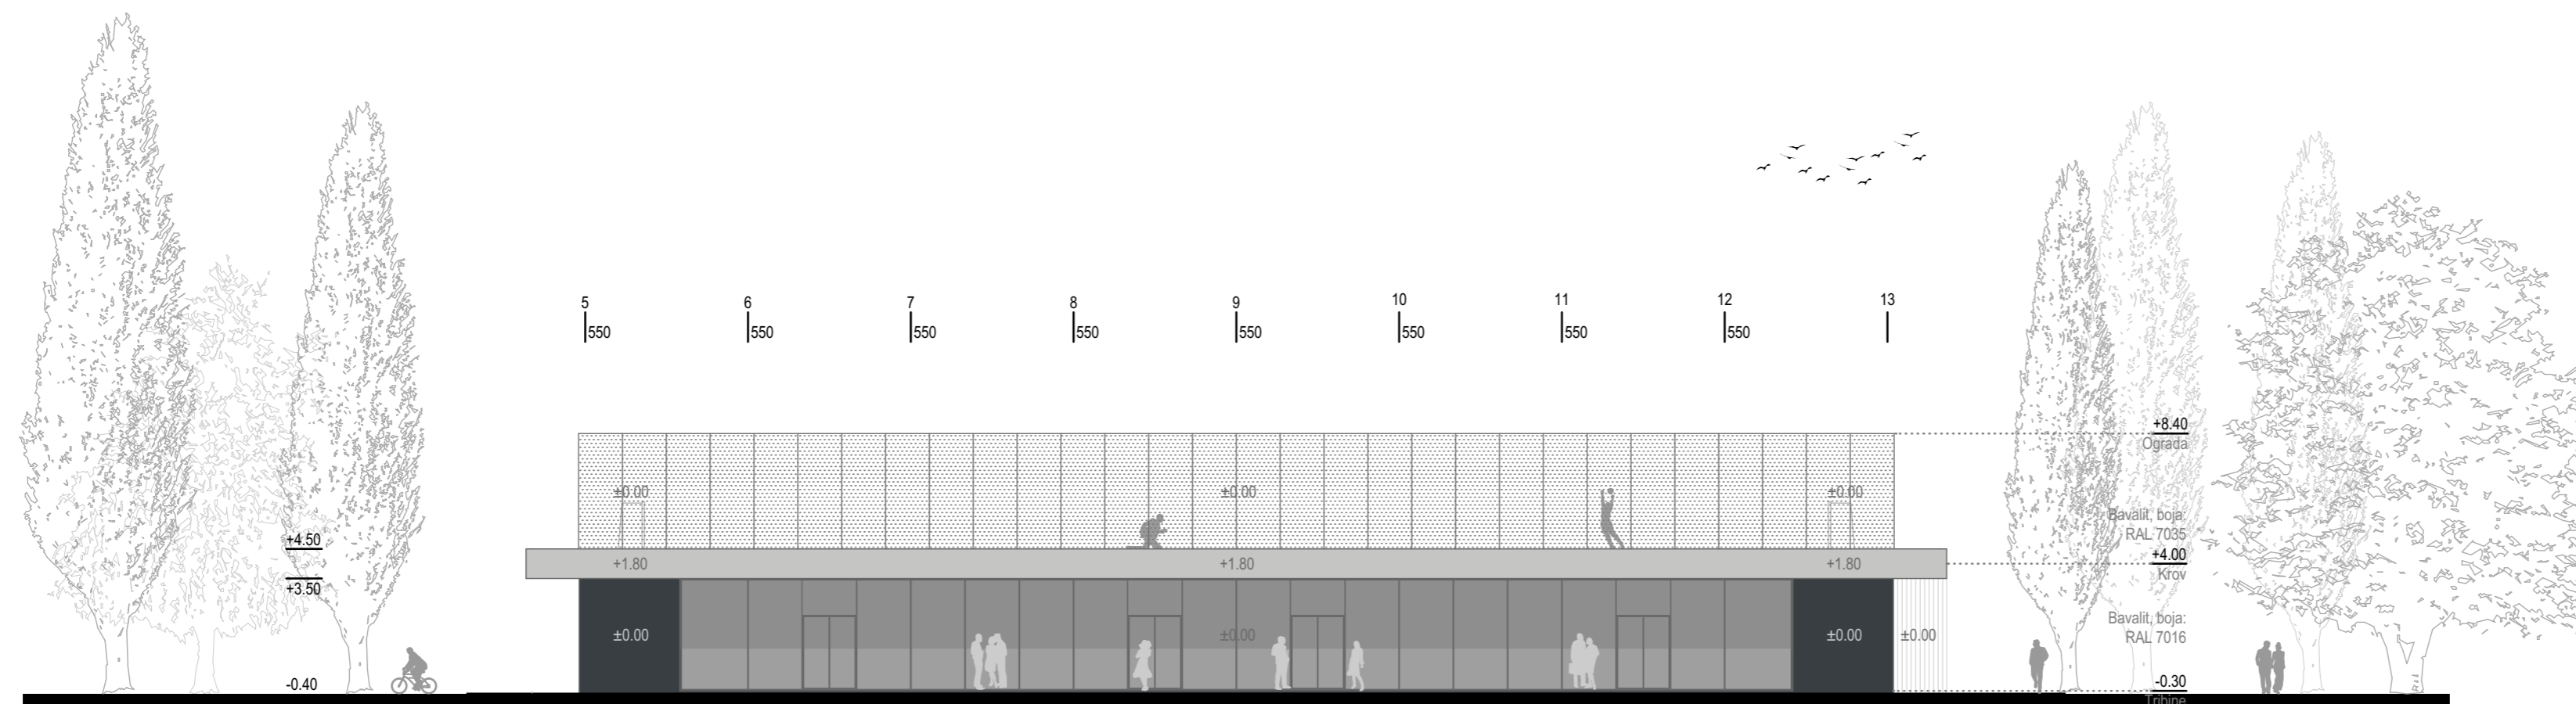 5 6 7 8 9 10 11 12 13
550 550 550 550 550 550 550 550
+8.40
Ograda
±0.00 ±0.00 ±0.00
Bavalit, boja:
RAL 7035
+4.50
+4.00
+1.80 +1.80 +1.80
Krov
+3.50
Bavalit, boja:
RAL 7016
±0.00 ±0.00 ±0.00 ±0.00
-0.40
-0.30
Tribine